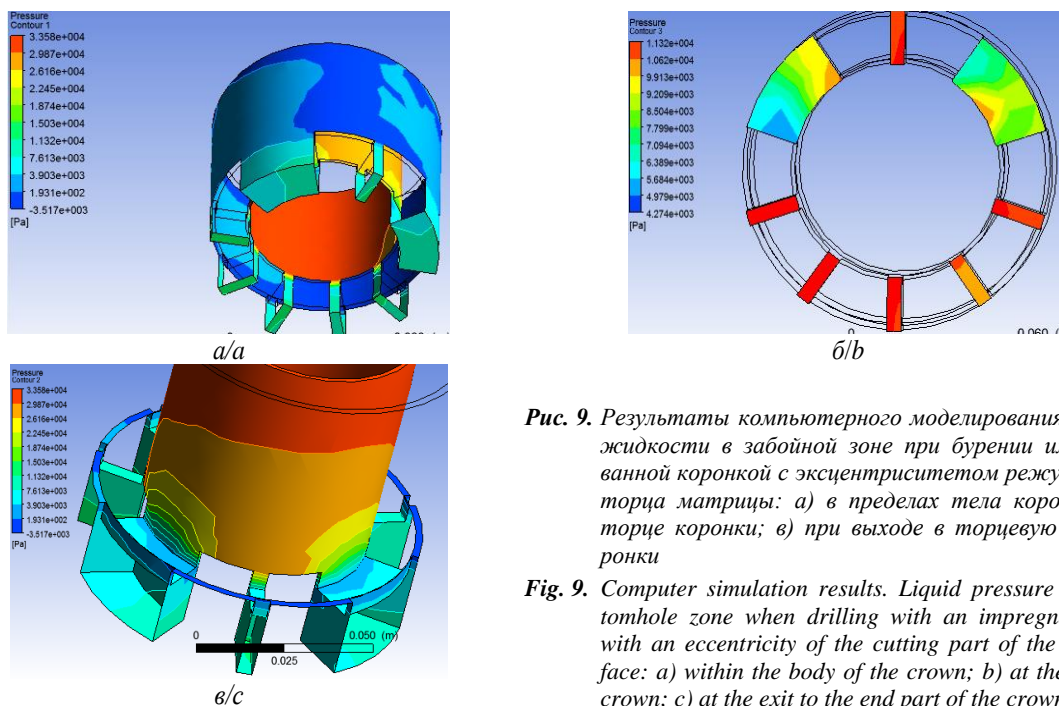 Pressure
Contour 1
3.358e+004
2.987e+004
2.616e+004
2.245e+004
1.874e+004
1.503e+004
1.132e+004
7.613e+003
3.903e+003
1.931e+002
-3.517e+003
[Pa]
а/a
Pressure
Contour 3
1.132e+004
1.062e+004
9.913e+003
9.209e+003
8.504e+003
7.799e+003
7.094e+003
6.389e+003
5.684e+003
4.979e+003
4.274e+003
[Pa]
0
0.060
б/b
Pressure
Contour 2
3.358e+004
2.987e+004
2.616e+004
2.245e+004
1.874e+004
1.503e+004
1.132e+004
7.613e+003
3.903e+003
1.931e+002
-3.517e+003
[Pa]
0
0.050 (m)
0.025
в/c
Рис. 9. Результаты компьютерного моделирования
жидкости в забойной зоне при бурении
ванной коронкой с эксцентриситетом
торца матрицы: а) в пределах тела
торце коронки; в) при выходе в торцевую
ронки
Fig. 9. Computer simulation results. Liquid pressure
tomhole zone when drilling with an
with an eccentricity of the cutting part of the
face: a) within the body of the crown; b) at the
crown; c) at the exit to the end part of the crown